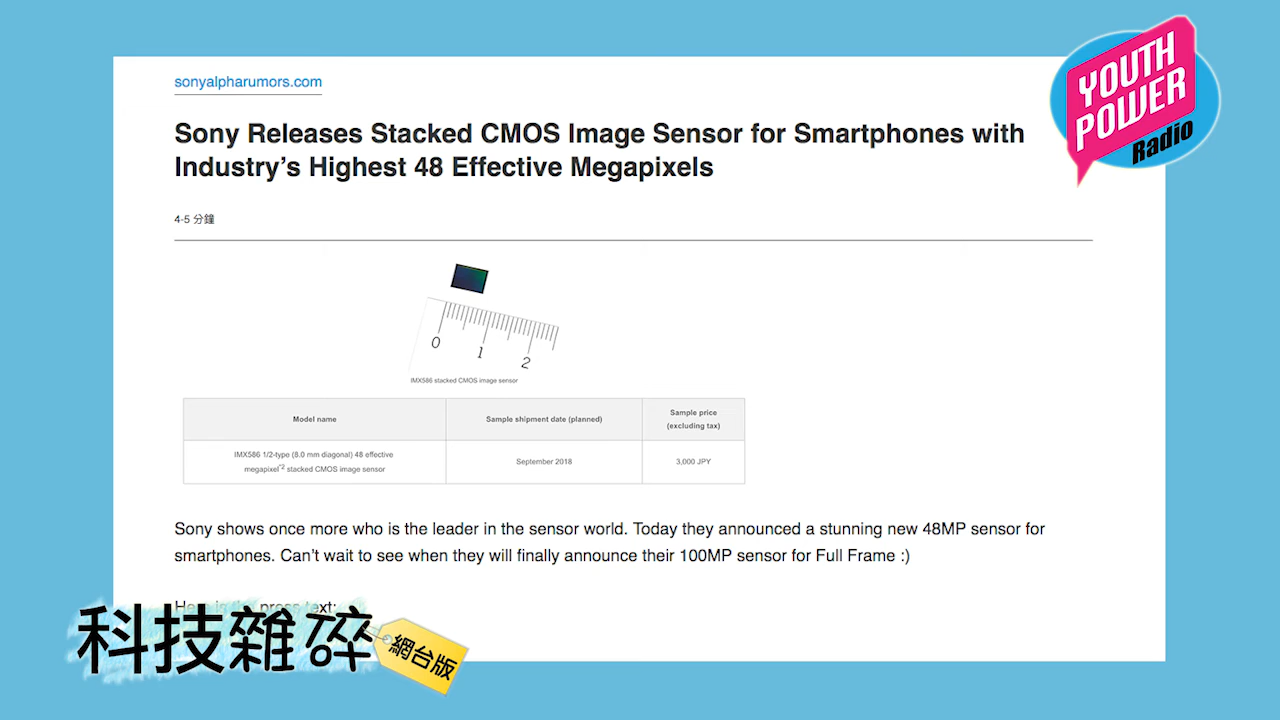 sonyalpharumors.com
YOUTH
POWER
Radio
Sony Releases Stacked CMOS Image Sensor for Smartphones with
Industry's Highest 48 Effective Megapixels
4-5 分鐘
0 1 2
IMX586 stacked CMOS image sensor
Model name
Sample shipment date (planned)
Sample price
(excluding tax)
IMX586 1/2-type (8.0 mm diagonal) 48 effective
megapixel*2 stacked CMOS image sensor
September 2018
3,000 JPY
Sony shows once more who is the leader in the sensor world. Today they announced a stunning new 48MP sensor for
smartphones. Can't wait to see when they will finally announce their 100MP sensor for Full Frame :)
Here is the press text:
科技雜碎
網台版